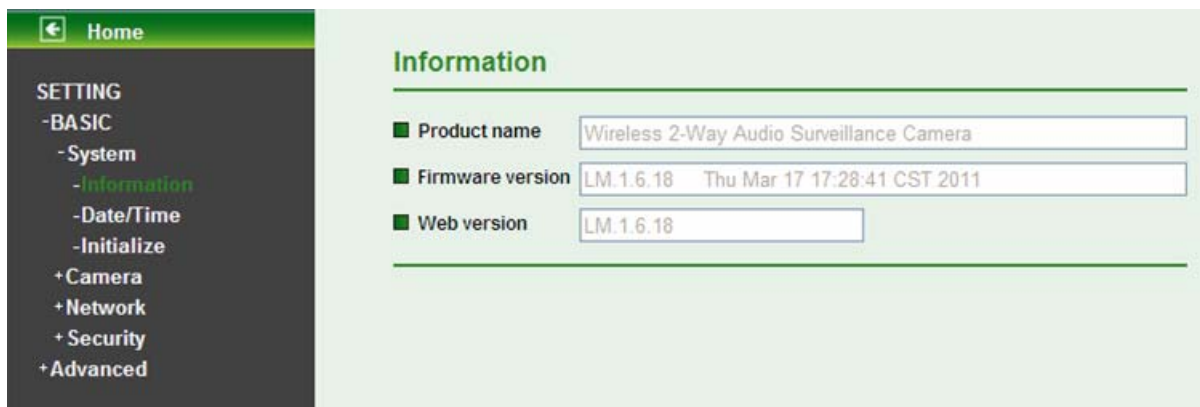 Home
SETTING
-BASIC
-System
-Information
-Date/Time
-Initialize
+Camera
+Network
+Security
+Advanced
Information
Product name Wireless 2-Way Audio Surveillance Camera
Firmware version LM.1.6.18 Thu Mar 17 17:28:41 CST 2011
Web version LM.1.6.18